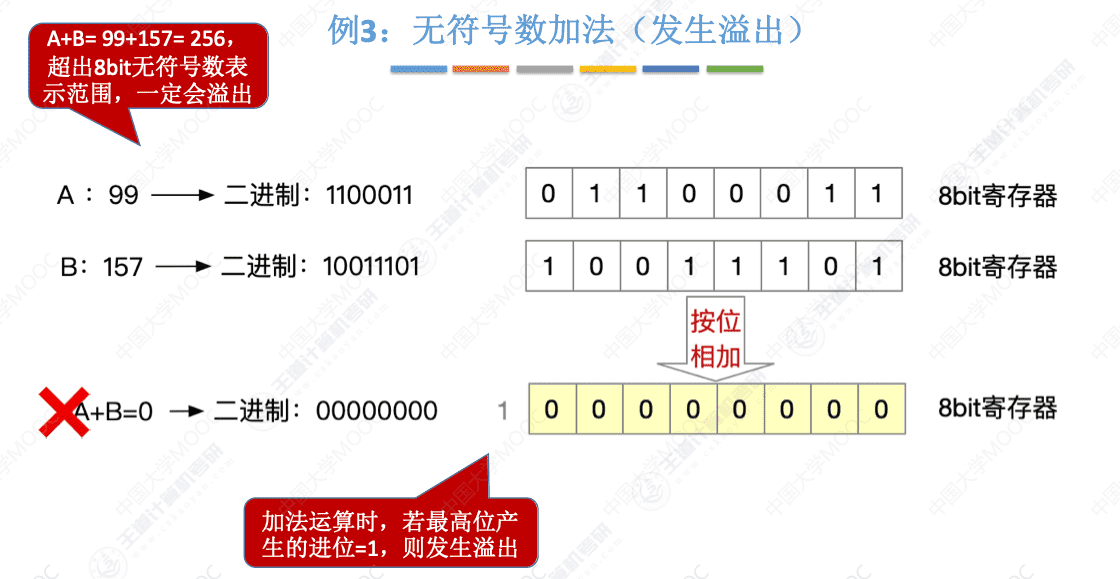 例3：无符号数加法（发生溢出）
A+B= 99+157= 256，
超出8bit无符号数表
示范围，一定会溢出
A ：99 二进制：1100011 0 1 1 0 0 0 1 1 8bit寄存器
B：157 二进制：10011101 1 0 0 1 1 1 0 1 8bit寄存器
按位
相加
A+B=0 二进制：00000000 1 0 0 0 0 0 0 0 0 8bit寄存器
加法运算时，若最高位产
生的进位=1，则发生溢出
中国大学MOOC
王道计算机考研